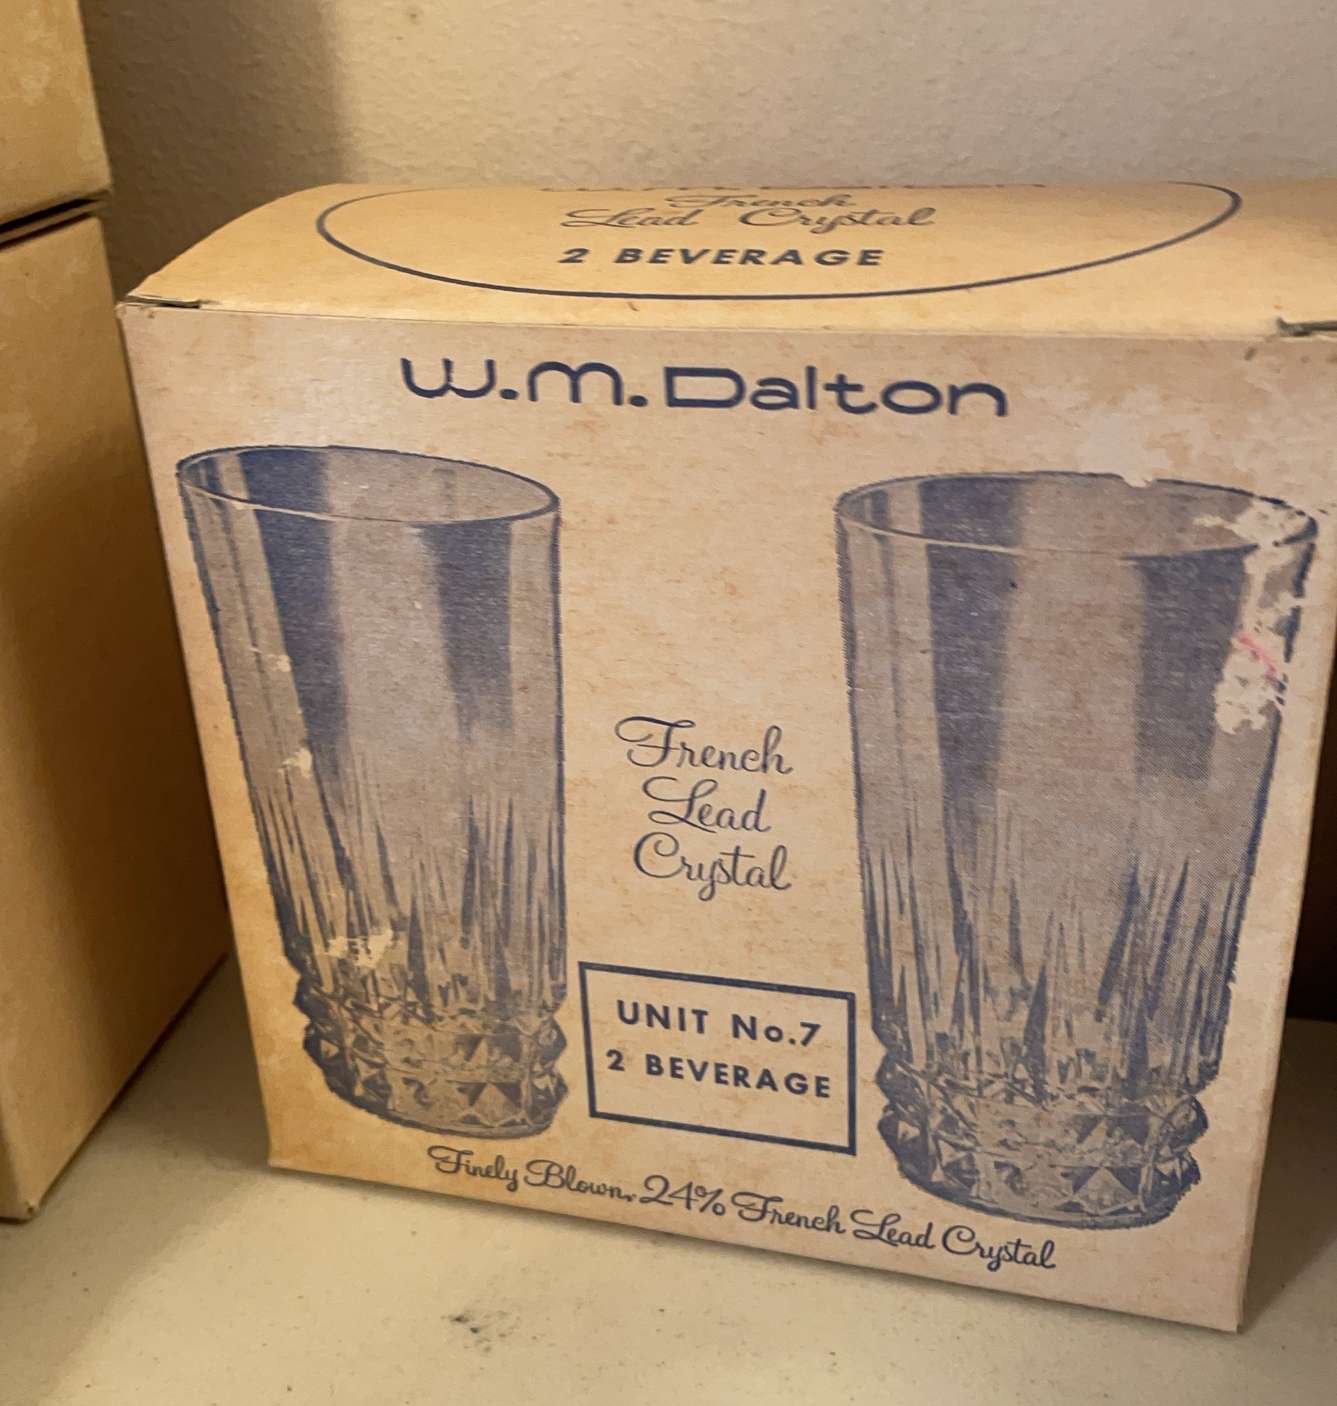 French
Lead Crystal
2 BEVERAGE
W.M. Dalton
French
Lead
Crystal
UNIT No.7
2 BEVERAGE
Finely Blown, 24% French Lead Crystal